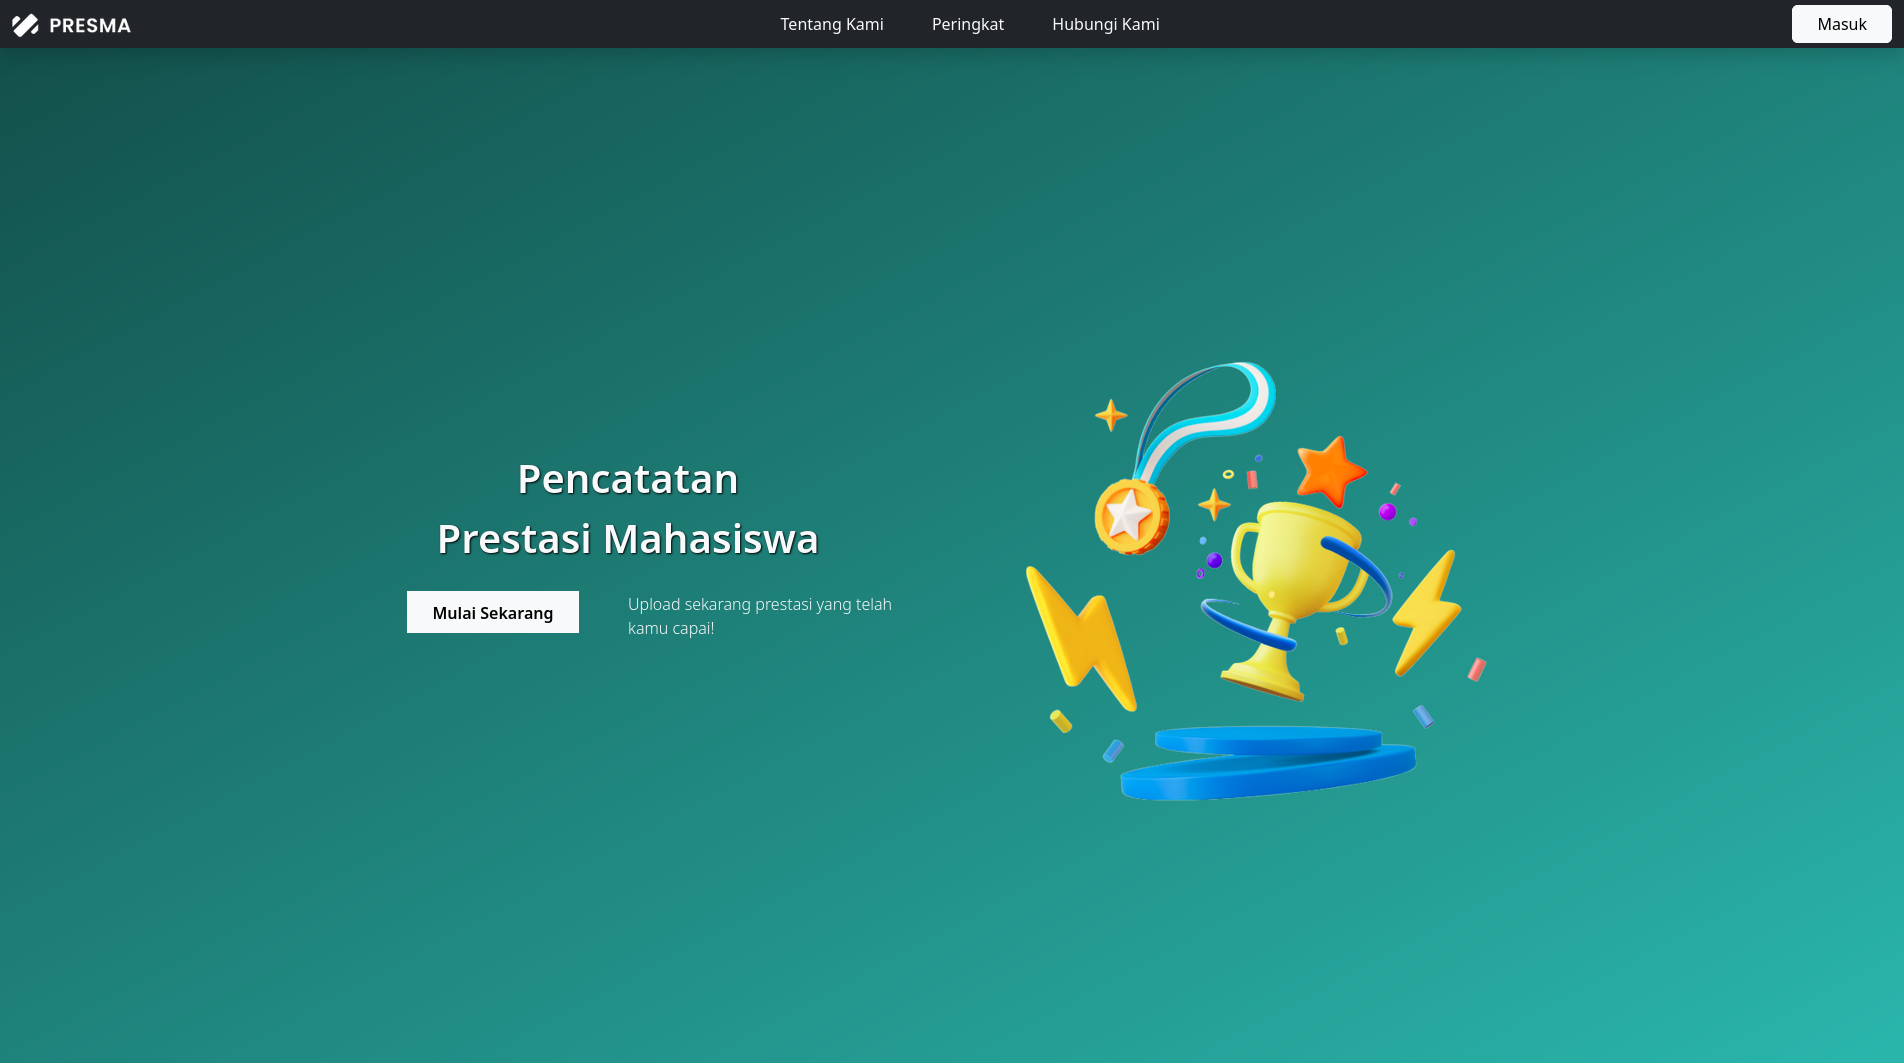 PRESMA
Tentang Kami
Peringkat
Hubungi Kami
Masuk
Pencatatan
Prestasi Mahasiswa
Mulai Sekarang
Upload sekarang prestasi yang telah
kamu capai!